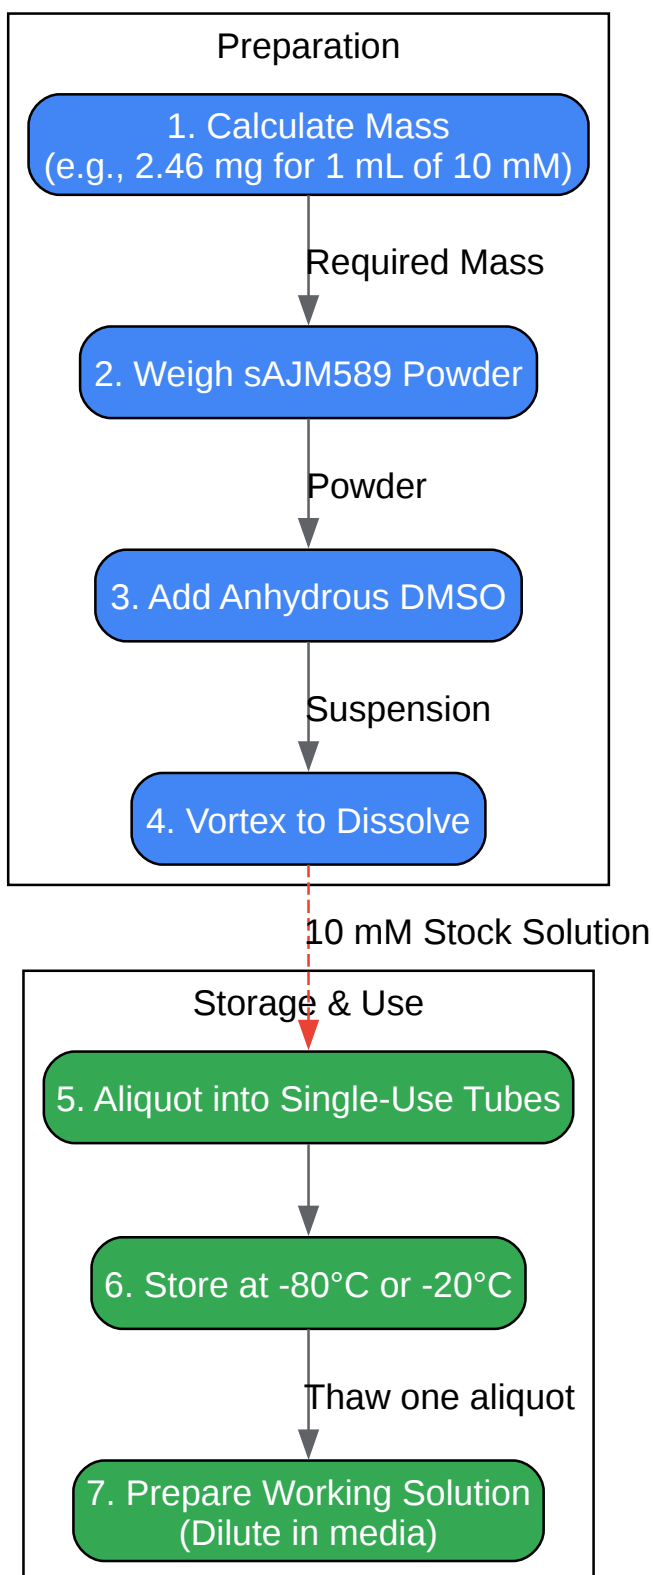 Preparation
1. Calculate Mass
(e.g., 2.46 mg for 1 mL of 10 mM)
Required Mass
2. Weigh sAJM589 Powder
Powder
3. Add Anhydrous DMSO
Suspension
4. Vortex to Dissolve
10 mM Stock Solution
Storage & Use
5. Aliquot into Single-Use Tubes
6. Store at -80°C or -20°C
Thaw one aliquot
7. Prepare Working Solution
(Dilute in media)